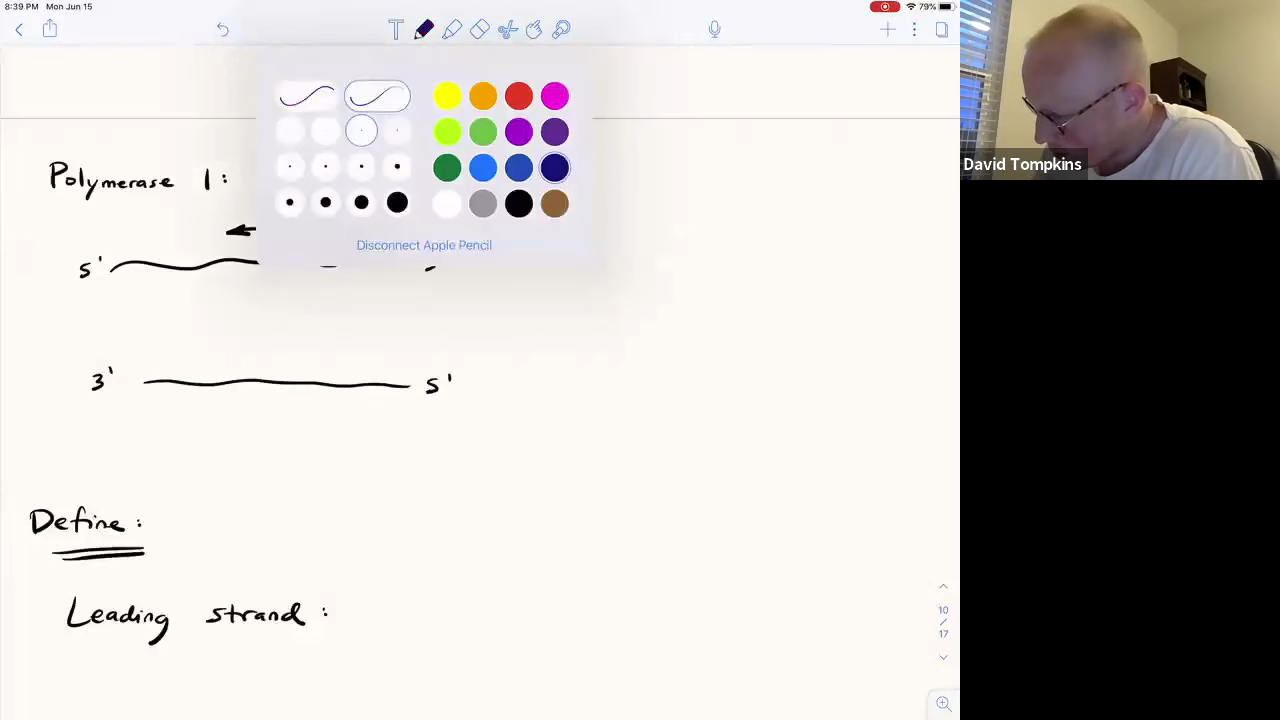 8:39 PM Mon Jun 15
79%
T
David Tompkins
Polymerase 1:
Disconnect Apple Pencil
5'
3' 5'
Define:
10
/
17
Leading strand: